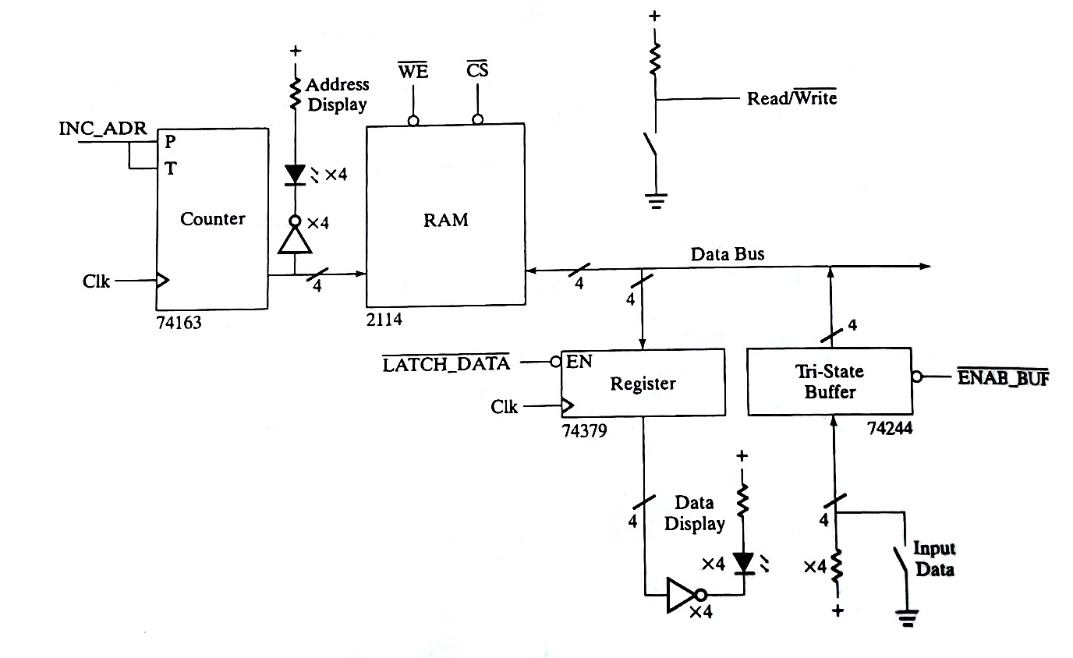 +
+
WE
CS
Address
Display
Read/Write
INC_ADR
P
T
×4
Counter
×4
RAM
Data Bus
Clk
4
4
4
74163
2114
4
LATCH_DATA
EN
Register
Tri-State
Buffer
ENAB_BUF
Clk
74379
74244
+
4
Data
Display
4
×4
×4
Input
Data
×4
+